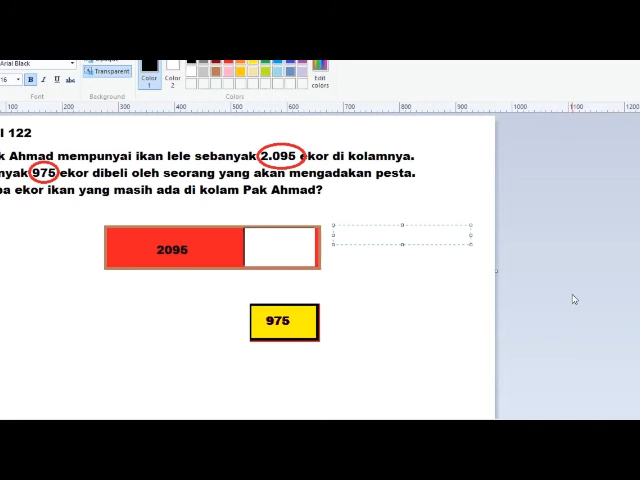 Arial Black
Transparent
Color
1
Color
2
Edit
colors
16
B
I
U
abc
Font
Background
Colors
100
200
300
400
500
600
700
800
900
1000
1100
1200
l 122
k Ahmad mempunyai ikan lele sebanyak 2.095 ekor di kolamnya.
nyak 975 ekor dibeli oleh seorang yang akan mengadakan pesta.
pa ekor ikan yang masih ada di kolam Pak Ahmad?
2095
975